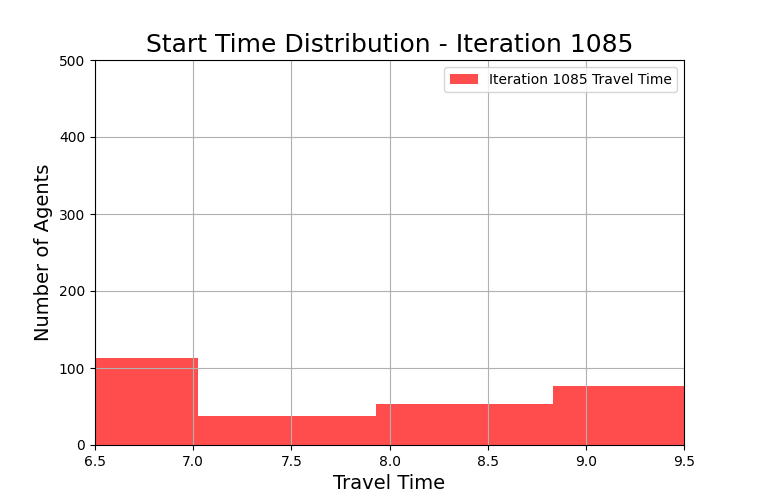 Start Time Distribution - Iteration 1085
500
400
300
200
100
0
Number of Agents
Iteration 1085 Travel Time
6.5 7.0 7.5 8.0 8.5 9.0 9.5
Travel Time